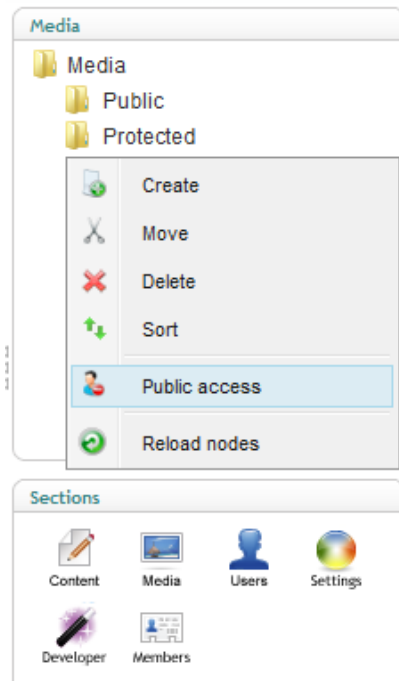 Media
Media
Public
Protected
Create
Move
Delete
Sort
Public access
Reload nodes
Sections
Content Media Users Settings
Developer Members